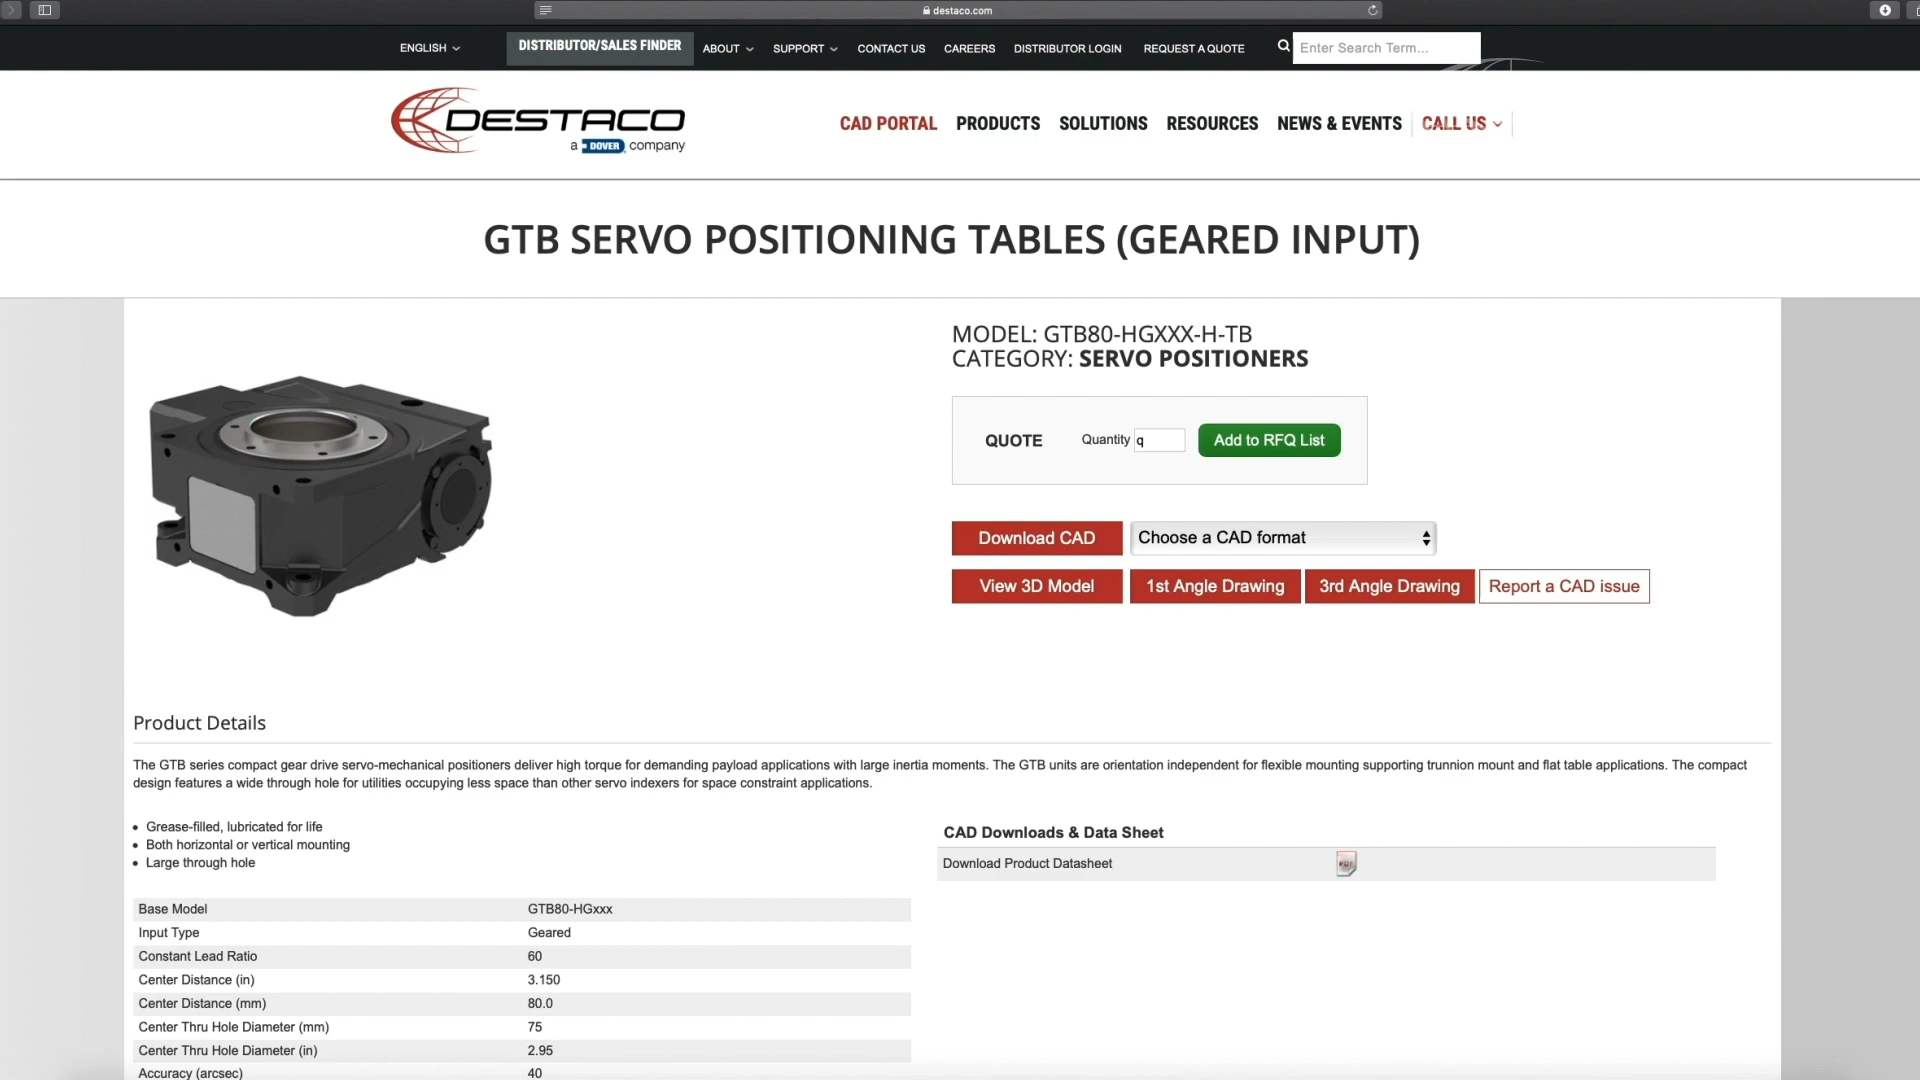 destaco.com
ENGLISH
DISTRIBUTOR/SALES FINDER
ABOUT
SUPPORT
CONTACT US
CAREERS
DISTRIBUTOR LOGIN
REQUEST A QUOTE
Enter Search Term...
DESTACO
a DOVER company
CAD PORTAL
PRODUCTS
SOLUTIONS
RESOURCES
NEWS & EVENTS
CALL US
GTB SERVO POSITIONING TABLES (GEARED INPUT)
MODEL: GTB80-HGXXX-H-TB
CATEGORY: SERVO POSITIONERS
QUOTE Quantity q Add to RFQ List
Download CAD Choose a CAD format
View 3D Model 1st Angle Drawing 3rd Angle Drawing Report a CAD issue
Product Details
The GTB series compact gear drive servo-mechanical positioners deliver high torque for demanding payload applications with large inertia moments. The GTB units are orientation independent for flexible mounting supporting trunnion mount and flat table applications. The compact
design features a wide through hole for utilities occupying less space than other servo indexers for space constraint applications.
• Grease-filled, lubricated for life
• Both horizontal or vertical mounting
• Large through hole
CAD Downloads & Data Sheet
Download Product Datasheet PDF
Base Model GTB80-HGxxx
Input Type Geared
Constant Lead Ratio 60
Center Distance (in) 3.150
Center Distance (mm) 80.0
Center Thru Hole Diameter (mm) 75
Center Thru Hole Diameter (in) 2.95
Accuracy (arcsec) 40